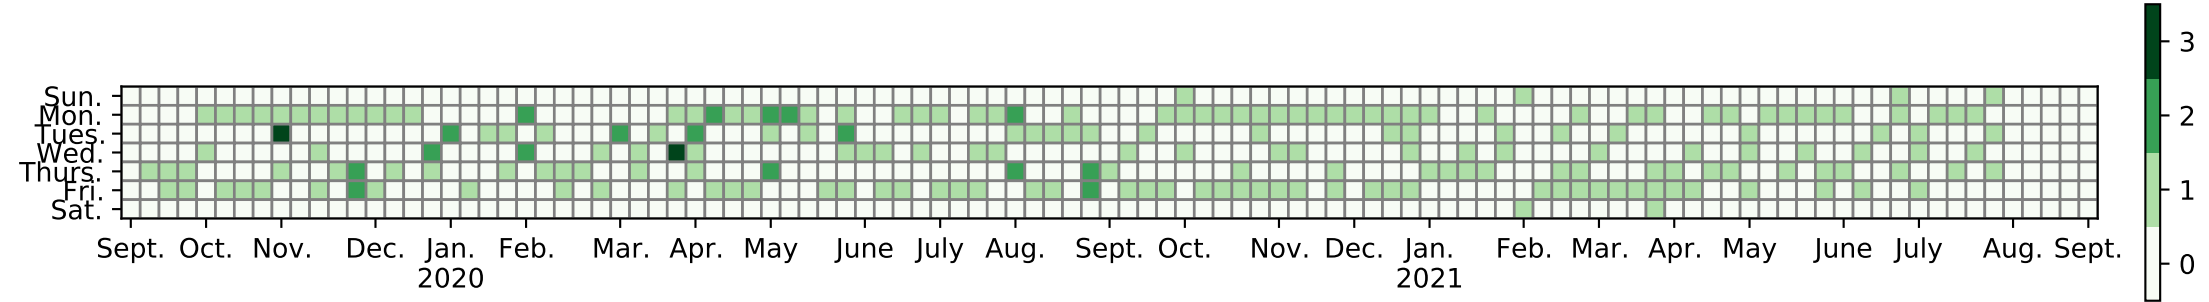 3
Sun.
Mon.
2
Tues.
Wed.
Thurs.
1
Fri.
Sat.
Sept. Oct. Nov. Dec. Jan. Feb. Mar. Apr. May June July Aug. Sept. Oct. Nov. Dec. Jan. Feb. Mar. Apr. May June July Aug. Sept.
0
2020 2021